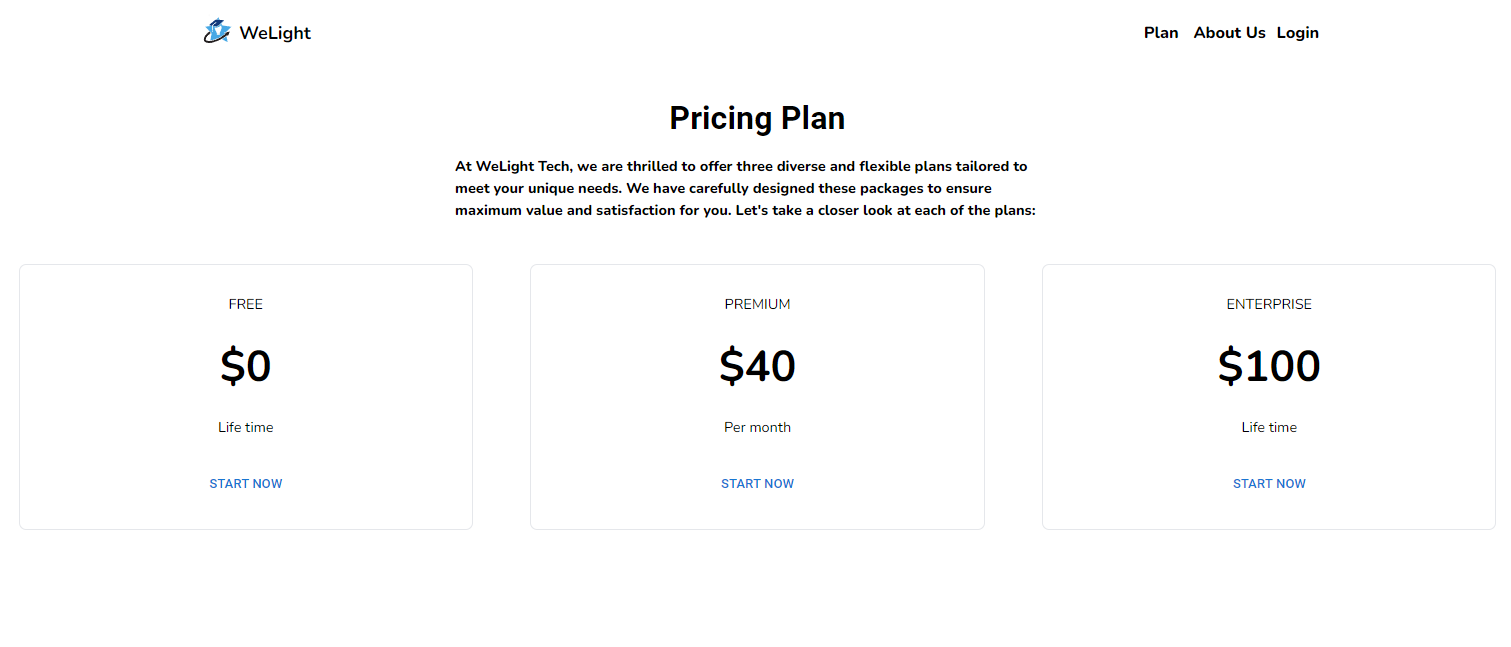 WeLight
Plan About Us Login
Pricing Plan
At WeLight Tech, we are thrilled to offer three diverse and flexible plans tailored to
meet your unique needs. We have carefully designed these packages to ensure
maximum value and satisfaction for you. Let's take a closer look at each of the plans:
FREE
$0
Life time
START NOW
PREMIUM
$40
Per month
START NOW
ENTERPRISE
$100
Life time
START NOW